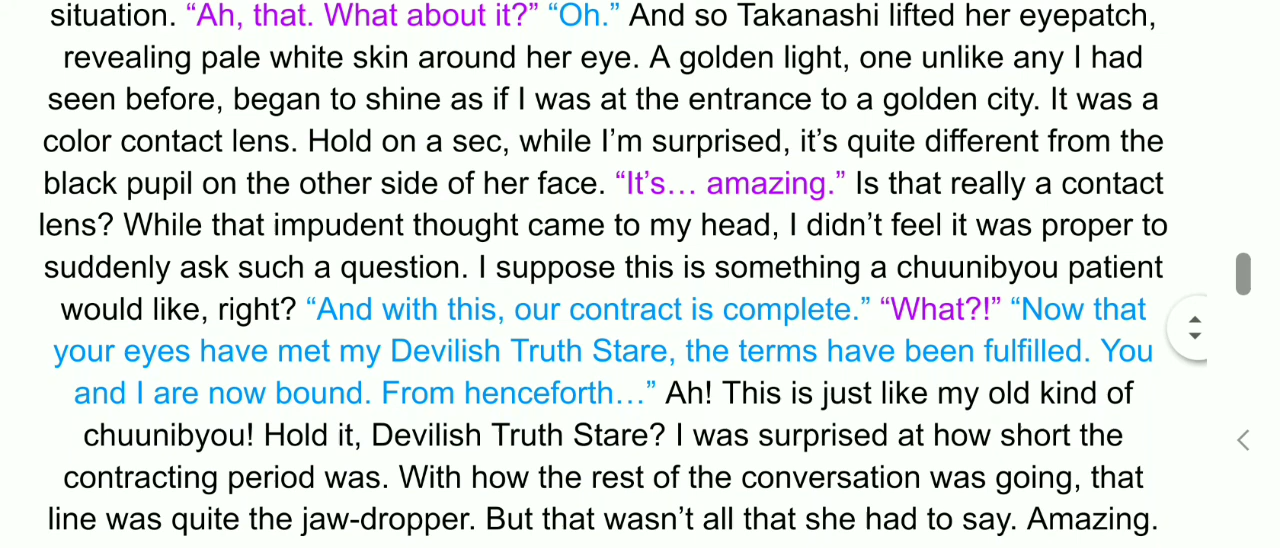 situation. “Ah, that. What about it?” “Oh.” And so Takanashi lifted her eyepatch,
revealing pale white skin around her eye. A golden light, one unlike any I had
seen before, began to shine as if I was at the entrance to a golden city. It was a
color contact lens. Hold on a sec, while I’m surprised, it’s quite different from the
black pupil on the other side of her face. “It’s… amazing.” Is that really a contact
lens? While that impudent thought came to my head, I didn’t feel it was proper to
suddenly ask such a question. I suppose this is something a chuunibyou patient
would like, right? “And with this, our contract is complete.” “What?!” “Now that
your eyes have met my Devilish Truth Stare, the terms have been fulfilled. You
and I are now bound. From henceforth…” Ah! This is just like my old kind of
chuunibyou! Hold it, Devilish Truth Stare? I was surprised at how short the
contracting period was. With how the rest of the conversation was going, that
line was quite the jaw-dropper. But that wasn’t all that she had to say. Amazing.